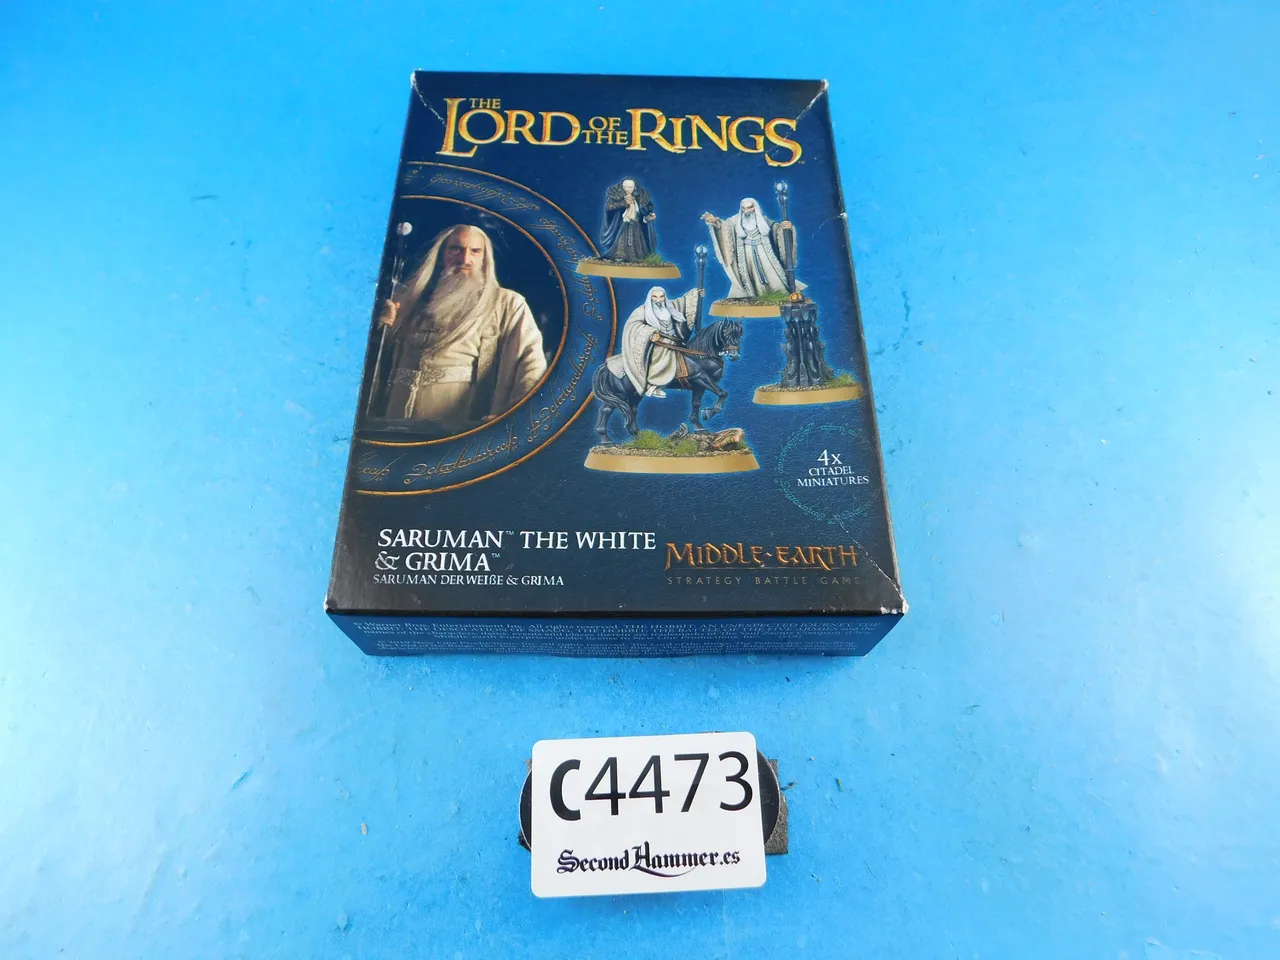 THE
LORD OF THE RINGS™
4x
CITADEL
MINIATURES
SARUMAN™ THE WHITE
& GRIMA™
SARUMAN DER WEIẞE & GRIMA
MIDDLE-EARTH
STRATEGY BATTLE GAME
C4473
SecondHammer.es